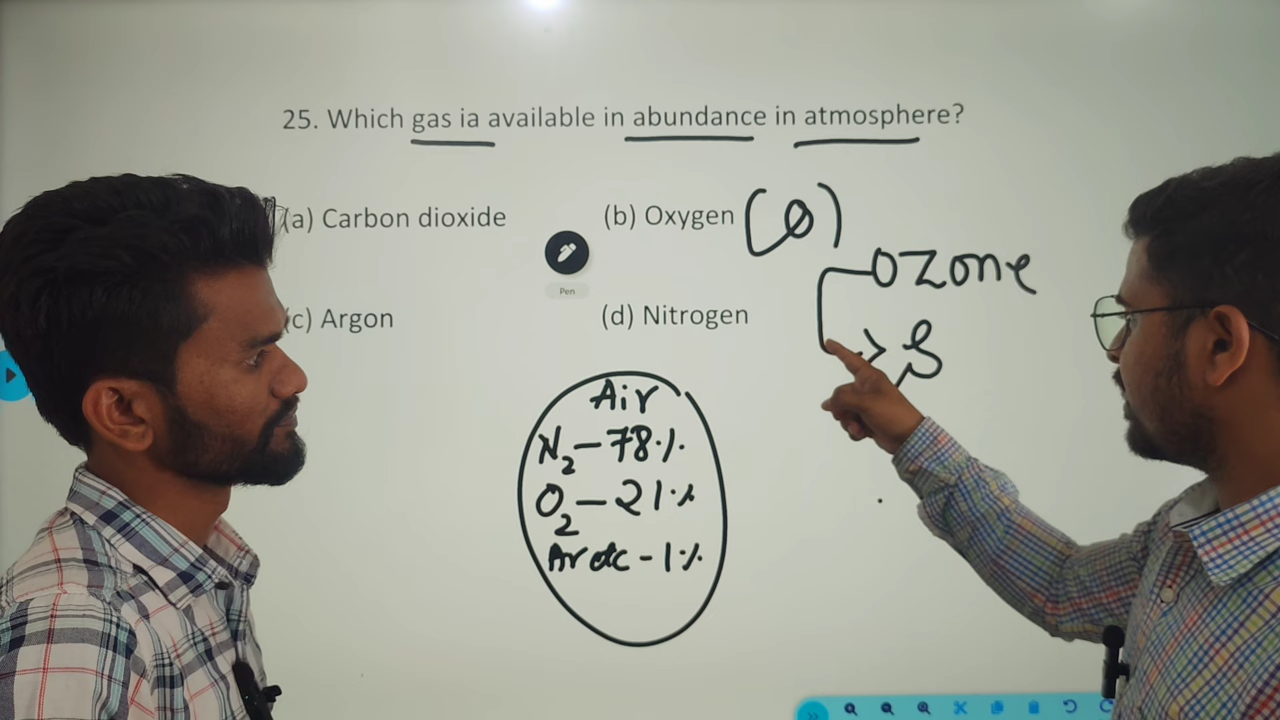 25. Which gas ia available in abundance in atmosphere?
(a) Carbon dioxide
(b) Oxygen
(c) Argon
(d) Nitrogen
Pen
Ozone
Air
N2 – 78%
O2 – 21%
Ar etc - 1%